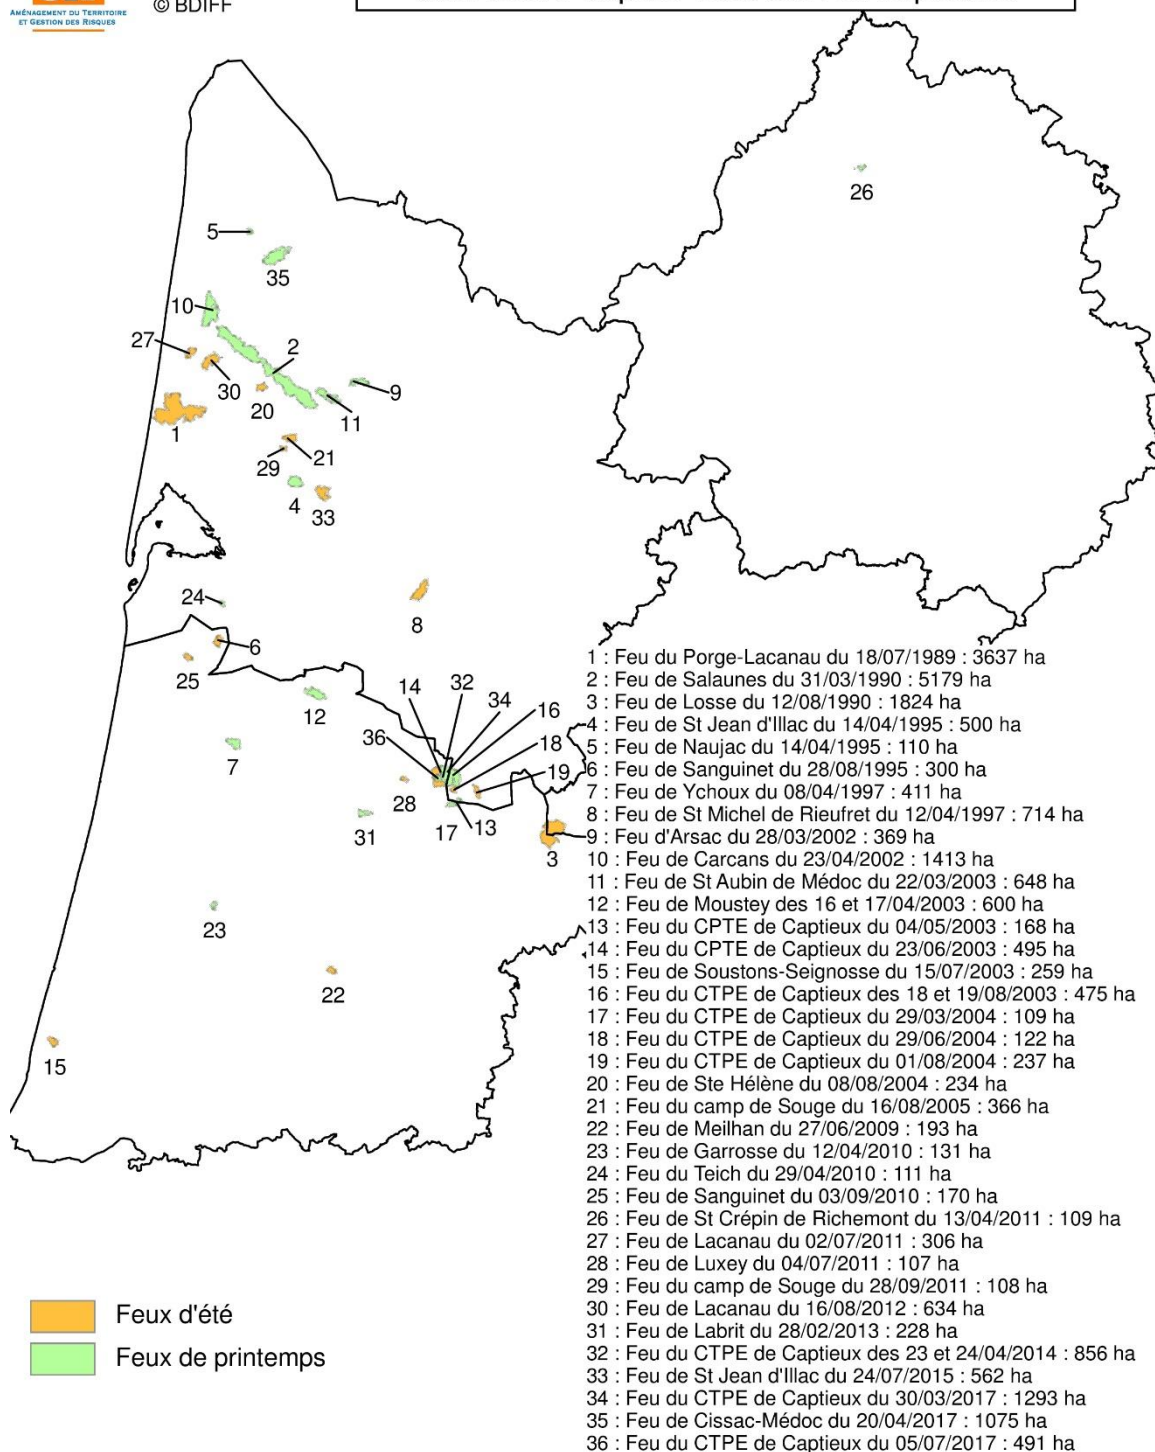 AMÉNAGEMENT DU TERRITOIRE
ET GESTION DES RISQUES
© BDIFF
26
5
35
10
27
2
30
9
20
11
1
21
29
4
33
24
8
6
25
14
32
34
12
16
36
18
7
19
28
31
17
13
3
23
22
15
1 : Feu du Porge-Lacanau du 18/07/1989 : 3637 ha
2 : Feu de Salaunes du 31/03/1990 : 5179 ha
3 : Feu de Losse du 12/08/1990 : 1824 ha
4 : Feu de St Jean d'Illac du 14/04/1995 : 500 ha
5 : Feu de Naujac du 14/04/1995 : 110 ha
6 : Feu de Sanguinet du 28/08/1995 : 300 ha
7 : Feu de Ychoux du 08/04/1997 : 411 ha
8 : Feu de St Michel de Rieufret du 12/04/1997 : 714 ha
9 : Feu d'Arsac du 28/03/2002 : 369 ha
10 : Feu de Carcans du 23/04/2002 : 1413 ha
11 : Feu de St Aubin de Médoc du 22/03/2003 : 648 ha
12 : Feu de Moustey des 16 et 17/04/2003 : 600 ha
13 : Feu du CPTE de Captieux du 04/05/2003 : 168 ha
14 : Feu du CPTE de Captieux du 23/06/2003 : 495 ha
15 : Feu de Soustons-Seignosse du 15/07/2003 : 259 ha
16 : Feu du CTPE de Captieux des 18 et 19/08/2003 : 475 ha
17 : Feu du CTPE de Captieux du 29/03/2004 : 109 ha
18 : Feu du CTPE de Captieux du 29/06/2004 : 122 ha
19 : Feu du CTPE de Captieux du 01/08/2004 : 237 ha
20 : Feu de Ste Hélène du 08/08/2004 : 234 ha
21 : Feu du camp de Souge du 16/08/2005 : 366 ha
22 : Feu de Meilhan du 27/06/2009 : 193 ha
23 : Feu de Garrosse du 12/04/2010 : 131 ha
24 : Feu du Teich du 29/04/2010 : 111 ha
25 : Feu de Sanguinet du 03/09/2010 : 170 ha
26 : Feu de St Crépin de Richemont du 13/04/2011 : 109 ha
27 : Feu de Lacanau du 02/07/2011 : 306 ha
28 : Feu de Luxey du 04/07/2011 : 107 ha
29 : Feu du camp de Souge du 28/09/2011 : 108 ha
30 : Feu de Lacanau du 16/08/2012 : 634 ha
31 : Feu de Labrit du 28/02/2013 : 228 ha
32 : Feu du CTPE de Captieux des 23 et 24/04/2014 : 856 ha
33 : Feu de St Jean d'Illac du 24/07/2015 : 562 ha
34 : Feu du CTPE de Captieux du 30/03/2017 : 1293 ha
35 : Feu de Cissac-Médoc du 20/04/2017 : 1075 ha
36 : Feu du CTPE de Captieux du 05/07/2017 : 491 ha
Feux d'été
Feux de printemps